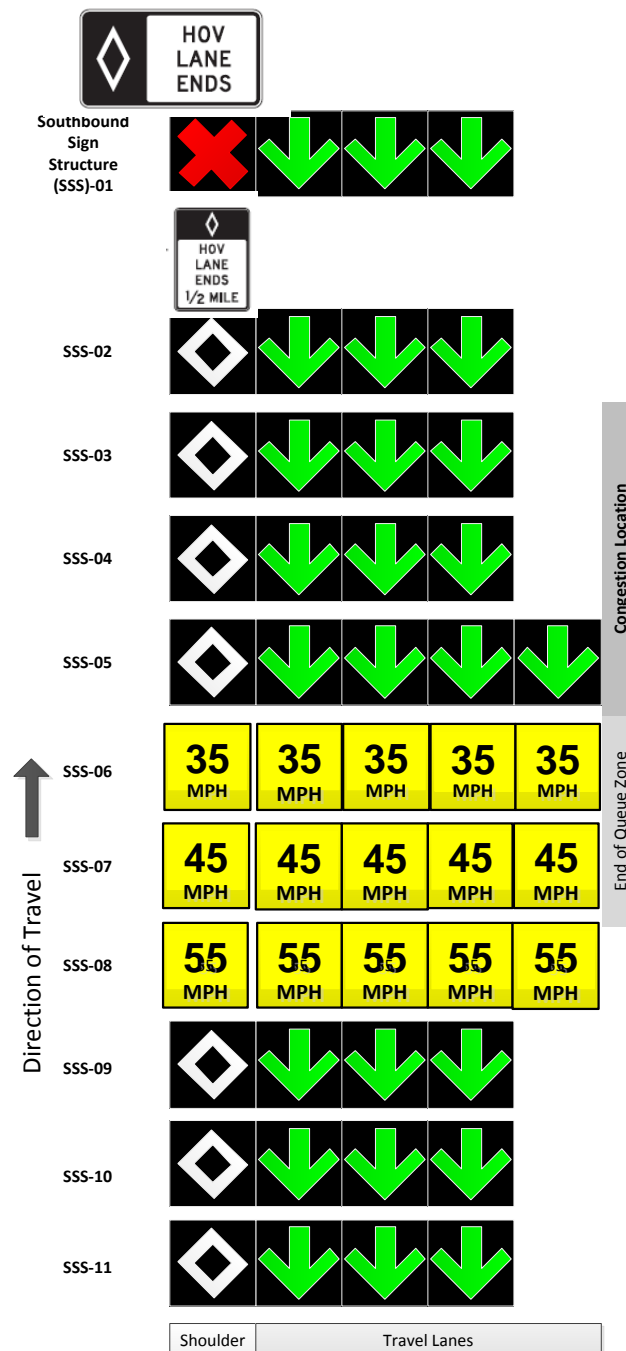 HOV
LANE
ENDS
Southbound
Sign
Structure
(SSS)-01
HOV
LANE
ENDS
1/2 MILE
SSS-02
SSS-03
SSS-04
SSS-05
Congestion Location
SSS-06
35 MPH 35 MPH 35 MPH 35 MPH 35 MPH
End of Queue Zone
SSS-07
45 MPH 45 MPH 45 MPH 45 MPH 45 MPH
Direction of Travel
SSS-08
55 MPH 55 MPH 55 MPH 55 MPH 55 MPH
SSS-09
SSS-10
SSS-11
Shoulder
Travel Lanes